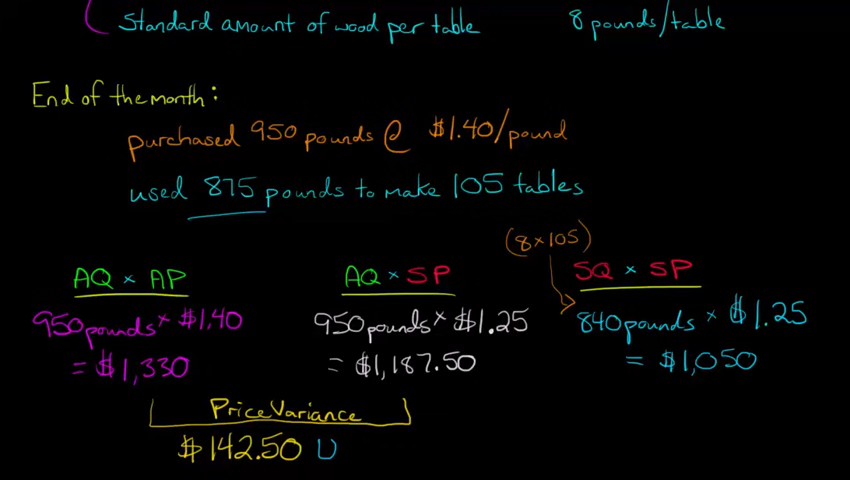 Standard amount of wood per table 8 pounds/table
End of the month:
purchased 950 pounds @ $1.40/pound
used 875 pounds to make 105 tables
(8 × 105)
AQ × AP AQ × SP SQ × SP
950 pounds × $1.40 950 pounds × $1.25 840 pounds × $1.25
= $1,330 = $1,187.50 = $1,050
Price Variance
$142.50 U